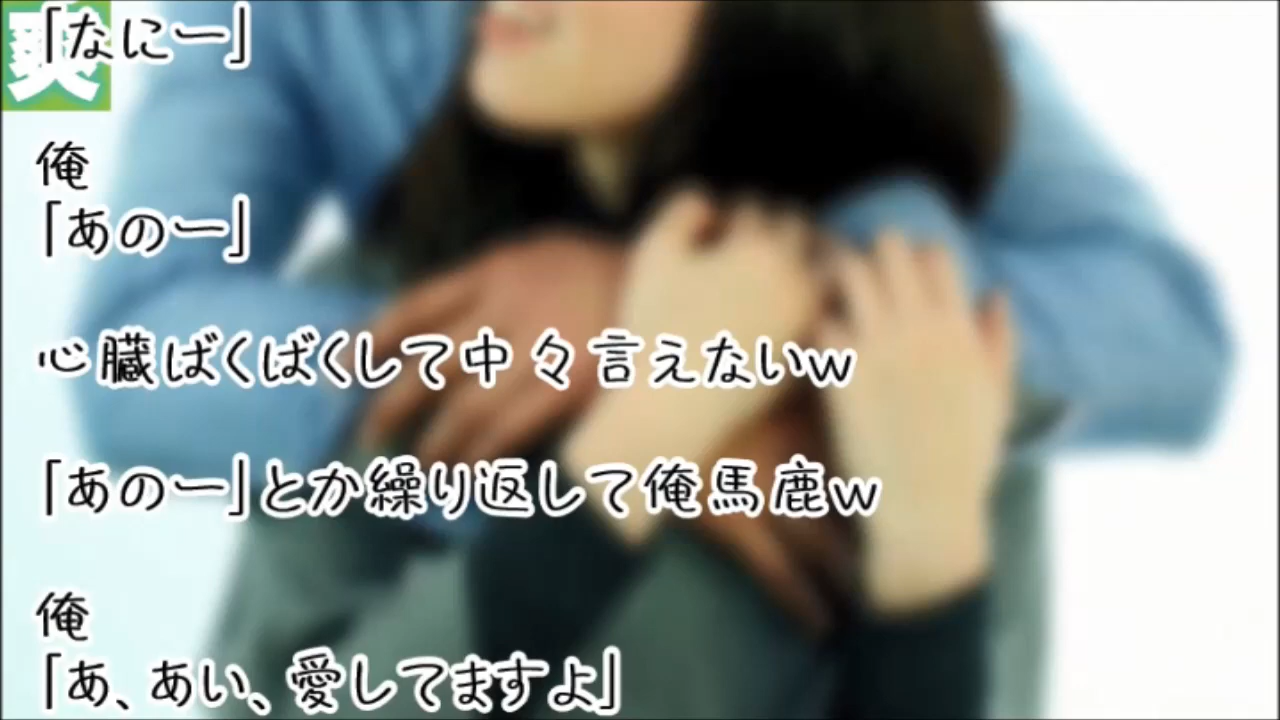 爽
「なにー」
俺
「あのー」
心臓ばくばくして中々言えないw
「あのー」とか繰り返して俺馬鹿w
俺
「あ、あい、愛してますよ」